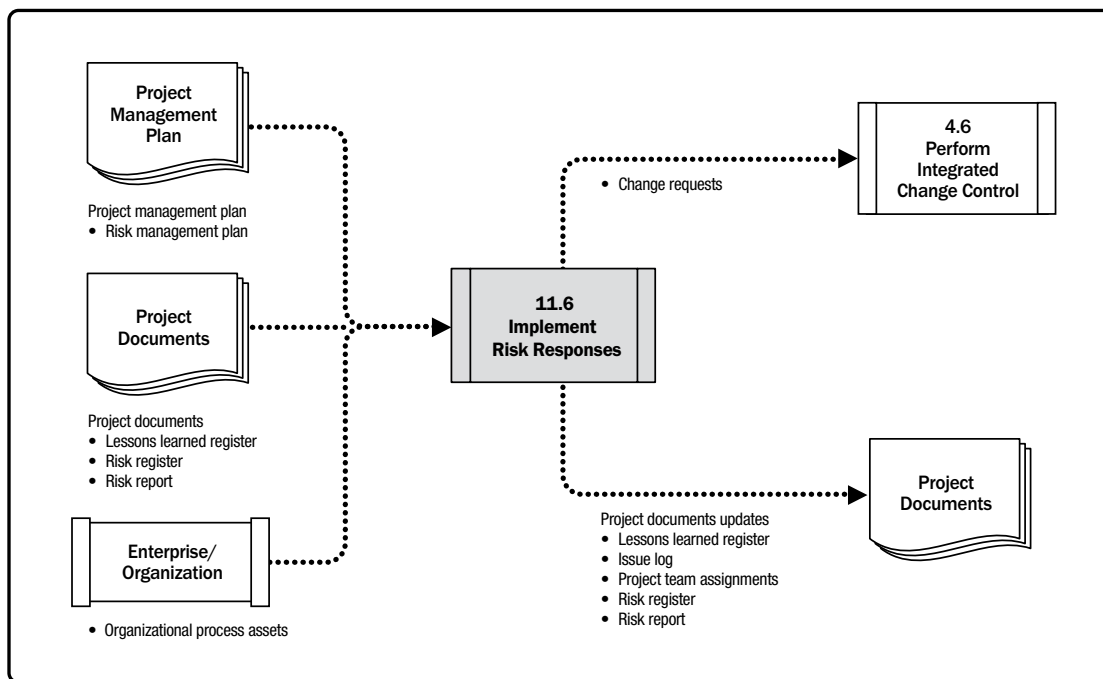 Project
Management
Plan
Project management plan
• Risk management plan
Project
Documents
Project documents
• Lessons learned register
• Risk register
• Risk report
Enterprise/
Organization
• Organizational process assets
11.6
Implement
Risk Responses
• Change requests
4.6
Perform
Integrated
Change Control
Project documents updates
• Lessons learned register
• Issue log
• Project team assignments
• Risk register
• Risk report
Project
Documents